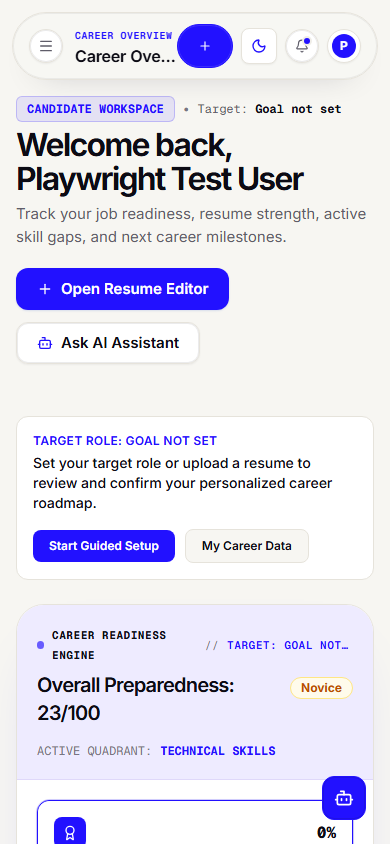 CAREER OVERVIEW
Career Ove...
P
CANDIDATE WORKSPACE • Target: Goal not set
Welcome back,
Playwright Test User
Track your job readiness, resume strength, active
skill gaps, and next career milestones.
Open Resume Editor
Ask AI Assistant
TARGET ROLE: GOAL NOT SET
Set your target role or upload a resume to
review and confirm your personalized career
roadmap.
Start Guided Setup
My Career Data
CAREER READINESS
ENGINE
// TARGET: GOAL NOT…
Overall Preparedness:
23/100
Novice
ACTIVE QUADRANT: TECHNICAL SKILLS
0%